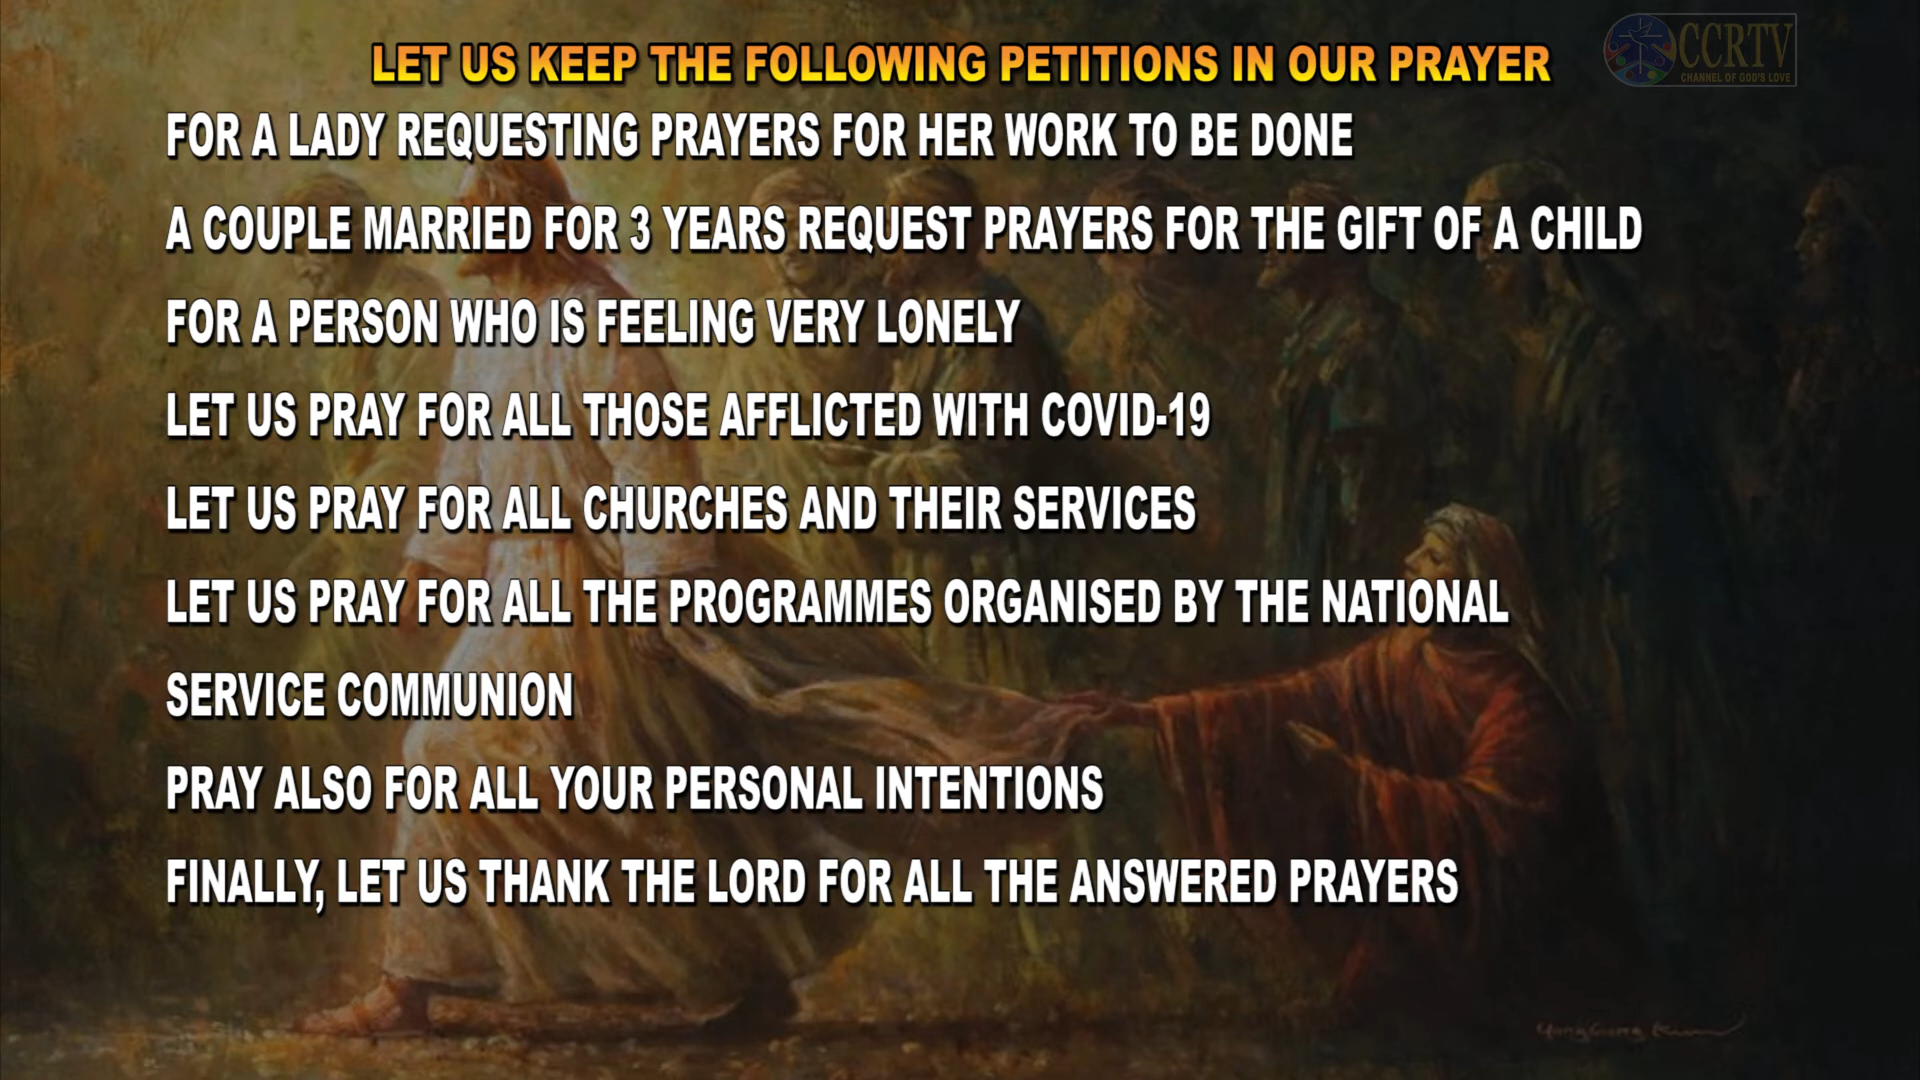 LET US KEEP THE FOLLOWING PETITIONS IN OUR PRAYER
CCRTV
CHANNEL OF GOD'S LOVE
FOR A LADY REQUESTING PRAYERS FOR HER WORK TO BE DONE
A COUPLE MARRIED FOR 3 YEARS REQUEST PRAYERS FOR THE GIFT OF A CHILD
FOR A PERSON WHO IS FEELING VERY LONELY
LET US PRAY FOR ALL THOSE AFFLICTED WITH COVID-19
LET US PRAY FOR ALL CHURCHES AND THEIR SERVICES
LET US PRAY FOR ALL THE PROGRAMMES ORGANISED BY THE NATIONAL
SERVICE COMMUNION
PRAY ALSO FOR ALL YOUR PERSONAL INTENTIONS
FINALLY, LET US THANK THE LORD FOR ALL THE ANSWERED PRAYERS